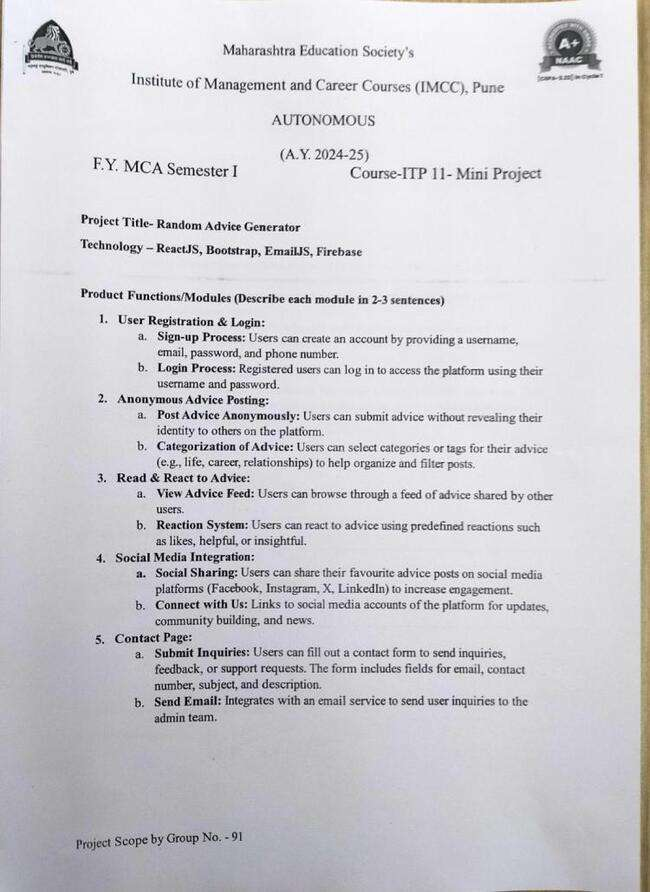 Maharashtra Education Society's
A+
NAAC
Institute of Management and Career Courses (IMCC), Pune
AUTONOMOUS
(A.Y. 2024-25)
F.Y. MCA Semester I
Course-ITP 11- Mini Project
Project Title- Random Advice Generator
Technology – ReactJS, Bootstrap, EmailJS, Firebase
Product Functions/Modules (Describe each module in 2-3 sentences)
1. User Registration & Login:
a. Sign-up Process: Users can create an account by providing a username,
email, password, and phone number.
b. Login Process: Registered users can log in to access the platform using their
username and password.
2. Anonymous Advice Posting:
a. Post Advice Anonymously: Users can submit advice without revealing their
identity to others on the platform.
b. Categorization of Advice: Users can select categories or tags for their advice
(e.g., life, career, relationships) to help organize and filter posts.
3. Read & React to Advice:
a. View Advice Feed: Users can browse through a feed of advice shared by other
users.
b. Reaction System: Users can react to advice using predefined reactions such
as likes, helpful, or insightful.
4. Social Media Integration:
a. Social Sharing: Users can share their favourite advice posts on social media
platforms (Facebook, Instagram, X, LinkedIn) to increase engagement.
b. Connect with Us: Links to social media accounts of the platform for updates,
community building, and news.
5. Contact Page:
a. Submit Inquiries: Users can fill out a contact form to send inquiries,
feedback, or support requests. The form includes fields for email, contact
number, subject, and description.
b. Send Email: Integrates with an email service to send user inquiries to the
admin team.
Project Scope by Group No. - 91